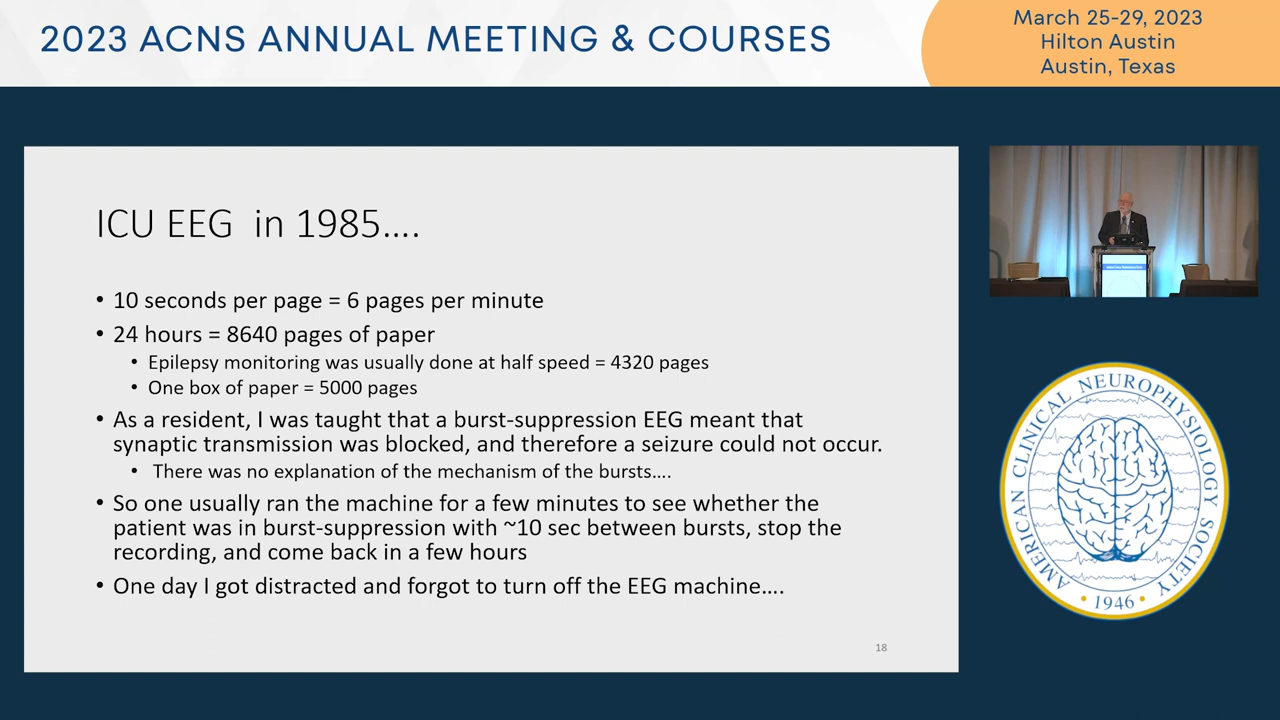 2023 ACNS ANNUAL MEETING & COURSES
March 25-29, 2023
Hilton Austin
Austin, Texas
ICU EEG in 1985....
• 10 seconds per page = 6 pages per minute
• 24 hours = 8640 pages of paper
• Epilepsy monitoring was usually done at half speed = 4320 pages
• One box of paper = 5000 pages
• As a resident, I was taught that a burst-suppression EEG meant that
synaptic transmission was blocked, and therefore a seizure could not occur.
• There was no explanation of the mechanism of the bursts....
• So one usually ran the machine for a few minutes to see whether the
patient was in burst-suppression with ~10 sec between bursts, stop the
recording, and come back in a few hours
• One day I got distracted and forgot to turn off the EEG machine....
18
AMERICAN CLINICAL NEUROPHYSIOLOGY SOCIETY
• 1946 •